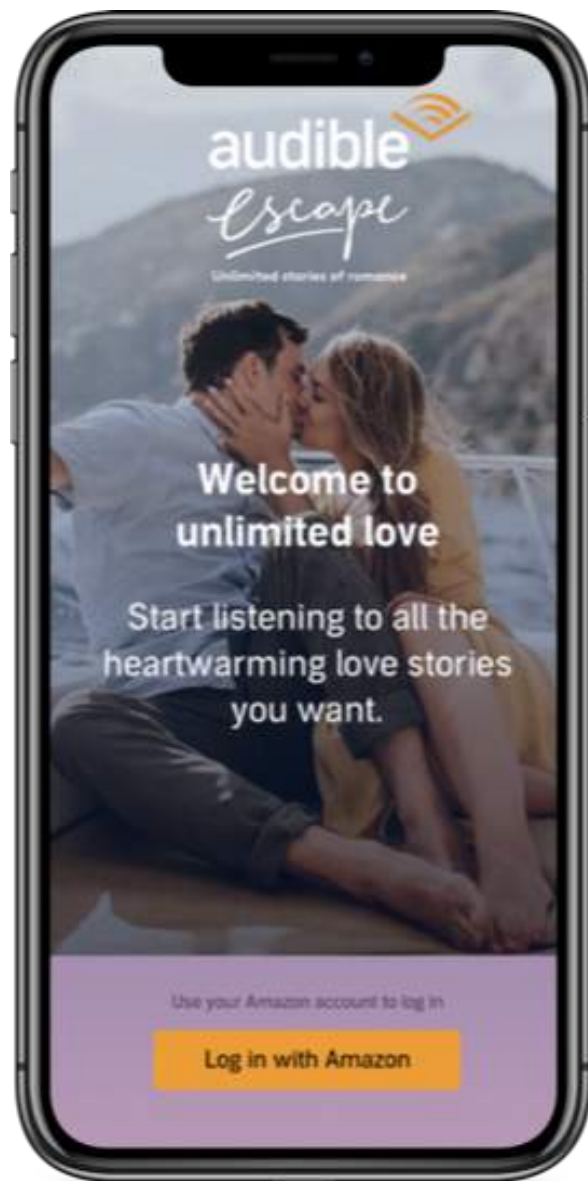 audible
escape
Unlimited stories of romance
Welcome to
unlimited love
Start listening to all the
heartwarming love stories
you want.
Use your Amazon account to log in
Log in with Amazon